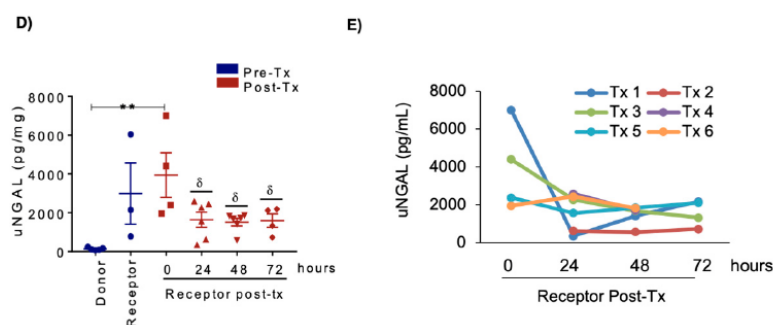 D)
Pre-Tx
Post-Tx
uNGAL (pg/mg)
8000
6000
4000
2000
0
**
δ
δ
δ
Donor
Receptor
0 24 48 72 hours
Receptor post-tx
E)
uNGAL (pg/mL)
8000
6000
4000
2000
0
Tx 1 Tx 2
Tx 3 Tx 4
Tx 5 Tx 6
0 24 48 72 hours
Receptor Post-Tx